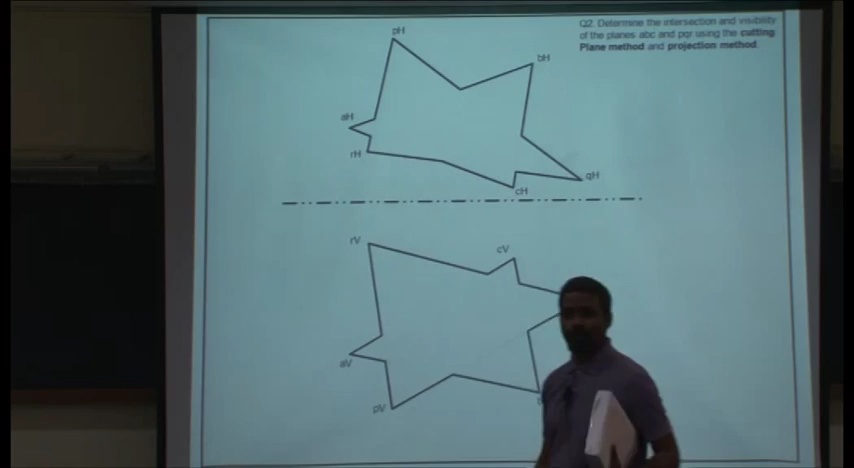 Q2. Determine the intersection and visibility
of the planes abc and pqr using the cutting
Plane method and projection method.
pH
bH
aH
rH
qH
cH
rV
cV
aV
pV